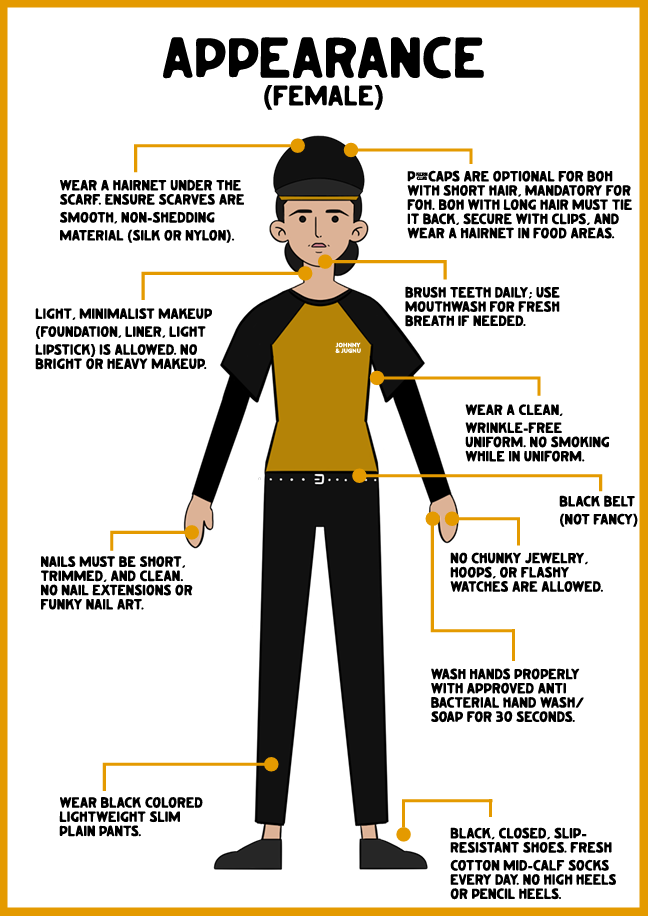 APPEARANCE
(FEMALE)
WEAR A HAIRNET UNDER THE
SCARF. ENSURE SCARVES ARE
SMOOTH, NON-SHEDDING
MATERIAL (SILK OR NYLON).
CAPS ARE OPTIONAL FOR BOH
WITH SHORT HAIR, MANDATORY FOR
FOH. BOH WITH LONG HAIR MUST TIE
IT BACK, SECURE WITH CLIPS, AND
WEAR A HAIRNET IN FOOD AREAS.
LIGHT, MINIMALIST MAKEUP
(FOUNDATION, LINER, LIGHT
LIPSTICK) IS ALLOWED. NO
BRIGHT OR HEAVY MAKEUP.
BRUSH TEETH DAILY; USE
MOUTHWASH FOR FRESH
BREATH IF NEEDED.
JOHNNY
& JUGNU
WEAR A CLEAN,
WRINKLE-FREE
UNIFORM. NO SMOKING
WHILE IN UNIFORM.
BLACK BELT
(NOT FANCY)
NAILS MUST BE SHORT,
TRIMMED, AND CLEAN.
NO NAIL EXTENSIONS OR
FUNKY NAIL ART.
NO CHUNKY JEWELRY,
HOOPS, OR FLASHY
WATCHES ARE ALLOWED.
WASH HANDS PROPERLY
WITH APPROVED ANTI
BACTERIAL HAND WASH/
SOAP FOR 30 SECONDS.
WEAR BLACK COLORED
LIGHTWEIGHT SLIM
PLAIN PANTS.
BLACK, CLOSED, SLIP-
RESISTANT SHOES. FRESH
COTTON MID-CALF SOCKS
EVERY DAY. NO HIGH HEELS
OR PENCIL HEELS.